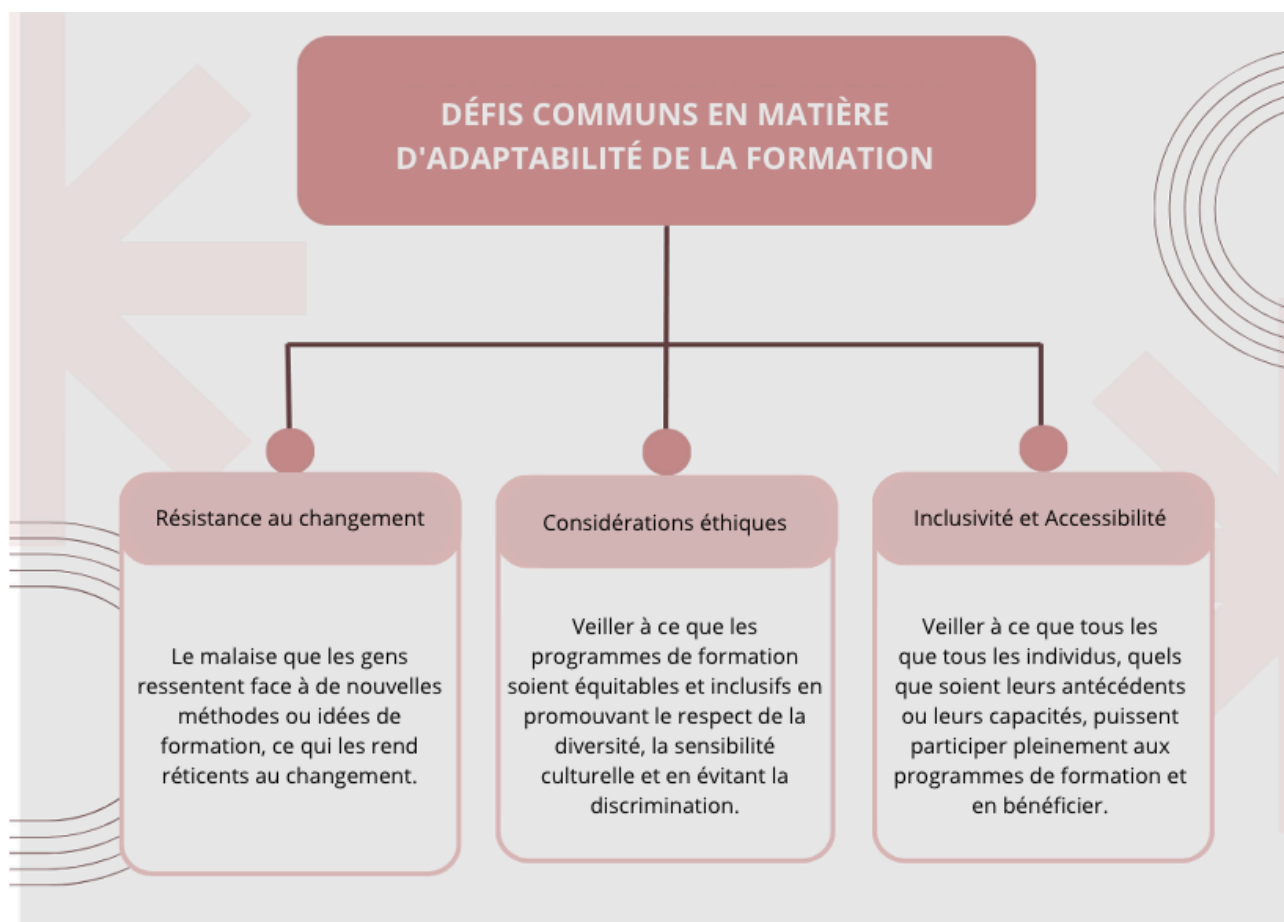 DÉFIS COMMUNS EN MATIÈRE
D'ADAPTABILITÉ DE LA FORMATION
Résistance au changement
Le malaise que les gens
ressentent face à de nouvelles
méthodes ou idées de
formation, ce qui les rend
réticents au changement.
Considérations éthiques
Veiller à ce que les
programmes de formation
soient équitables et inclusifs en
promouvant le respect de la
diversité, la sensibilité
culturelle et en évitant la
discrimination.
Inclusivité et Accessibilité
Veiller à ce que tous les
que tous les individus, quels
que soient leurs antécédents
ou leurs capacités, puissent
participer pleinement aux
programmes de formation et
en bénéficier.